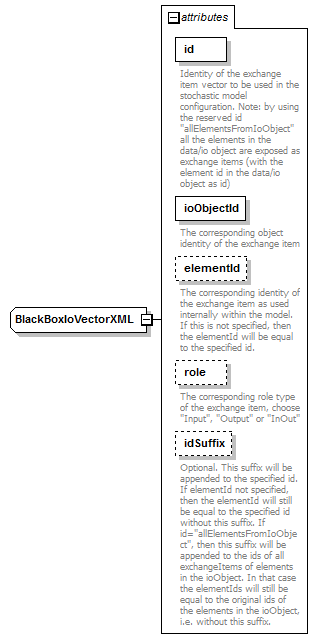 attributes
id
Identity of the exchange
item vector to be used in the
stochastic model
configuration. Note: by using
the reserved id
"allElementsFromIoObject"
all the elements in the
data/io object are exposed as
exchange items (with the
element id in the data/io
object as id)
ioObjectId
The corresponding object
identity of the exchange item
elementId
The corresponding identity of
the exchange item as used
internally within the model.
If this is not specified, then
the elementId will be equal
to the specified id.
BlackBoxIoVectorXML
role
The corresponding role type
of the exchange item, choose
"Input", "Output" or "InOut"
idSuffix
Optional. This suffix will be
appended to the specified id.
If elementId not specified,
then the elementId will still
be equal to the specified id
without this suffix. If
id="allElementsFromIoObje
ct", then this suffix will be
appended to the ids of all
exchangeItems of elements
in the ioObject. In that case
the elementIds will still be
equal to the original ids of
the elements in the ioObject,
i.e. without this suffix.